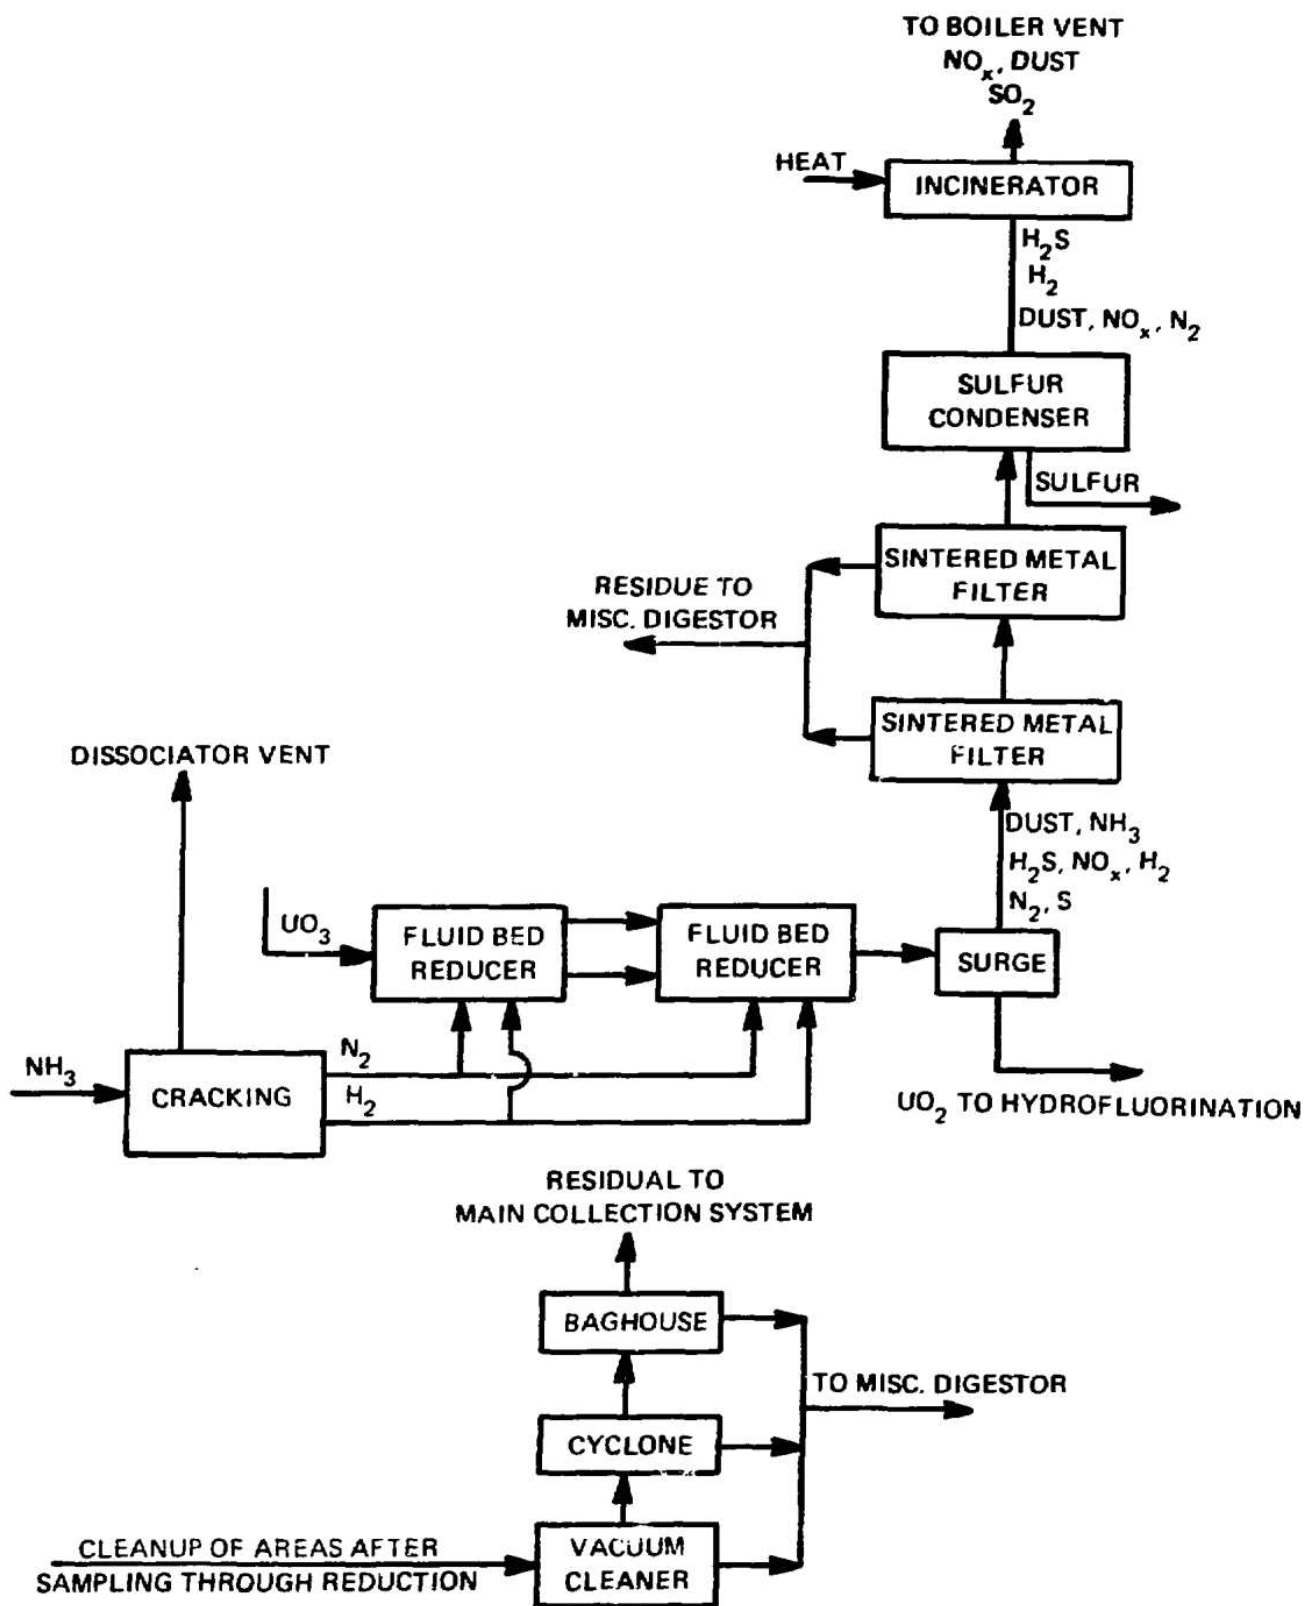 TO BOILER VENT
NOx, DUST
SO2
HEAT
INCINERATOR
H2S
H2
DUST, NOx, N2
SULFUR
CONDENSER
SULFUR
SINTERED METAL
FILTER
RESIDUE TO
MISC. DIGESTOR
SINTERED METAL
FILTER
DISSOCIATOR VENT
DUST, NH3
H2S, NOx, H2
N2, S
UO3
FLUID BED
REDUCER
FLUID BED
REDUCER
SURGE
NH3
CRACKING
N2
H2
UO2 TO HYDROFLUORINATION
RESIDUAL TO
MAIN COLLECTION SYSTEM
BAGHOUSE
TO MISC. DIGESTOR
CYCLONE
CLEANUP OF AREAS AFTER
SAMPLING THROUGH REDUCTION
VACUUM
CLEANER